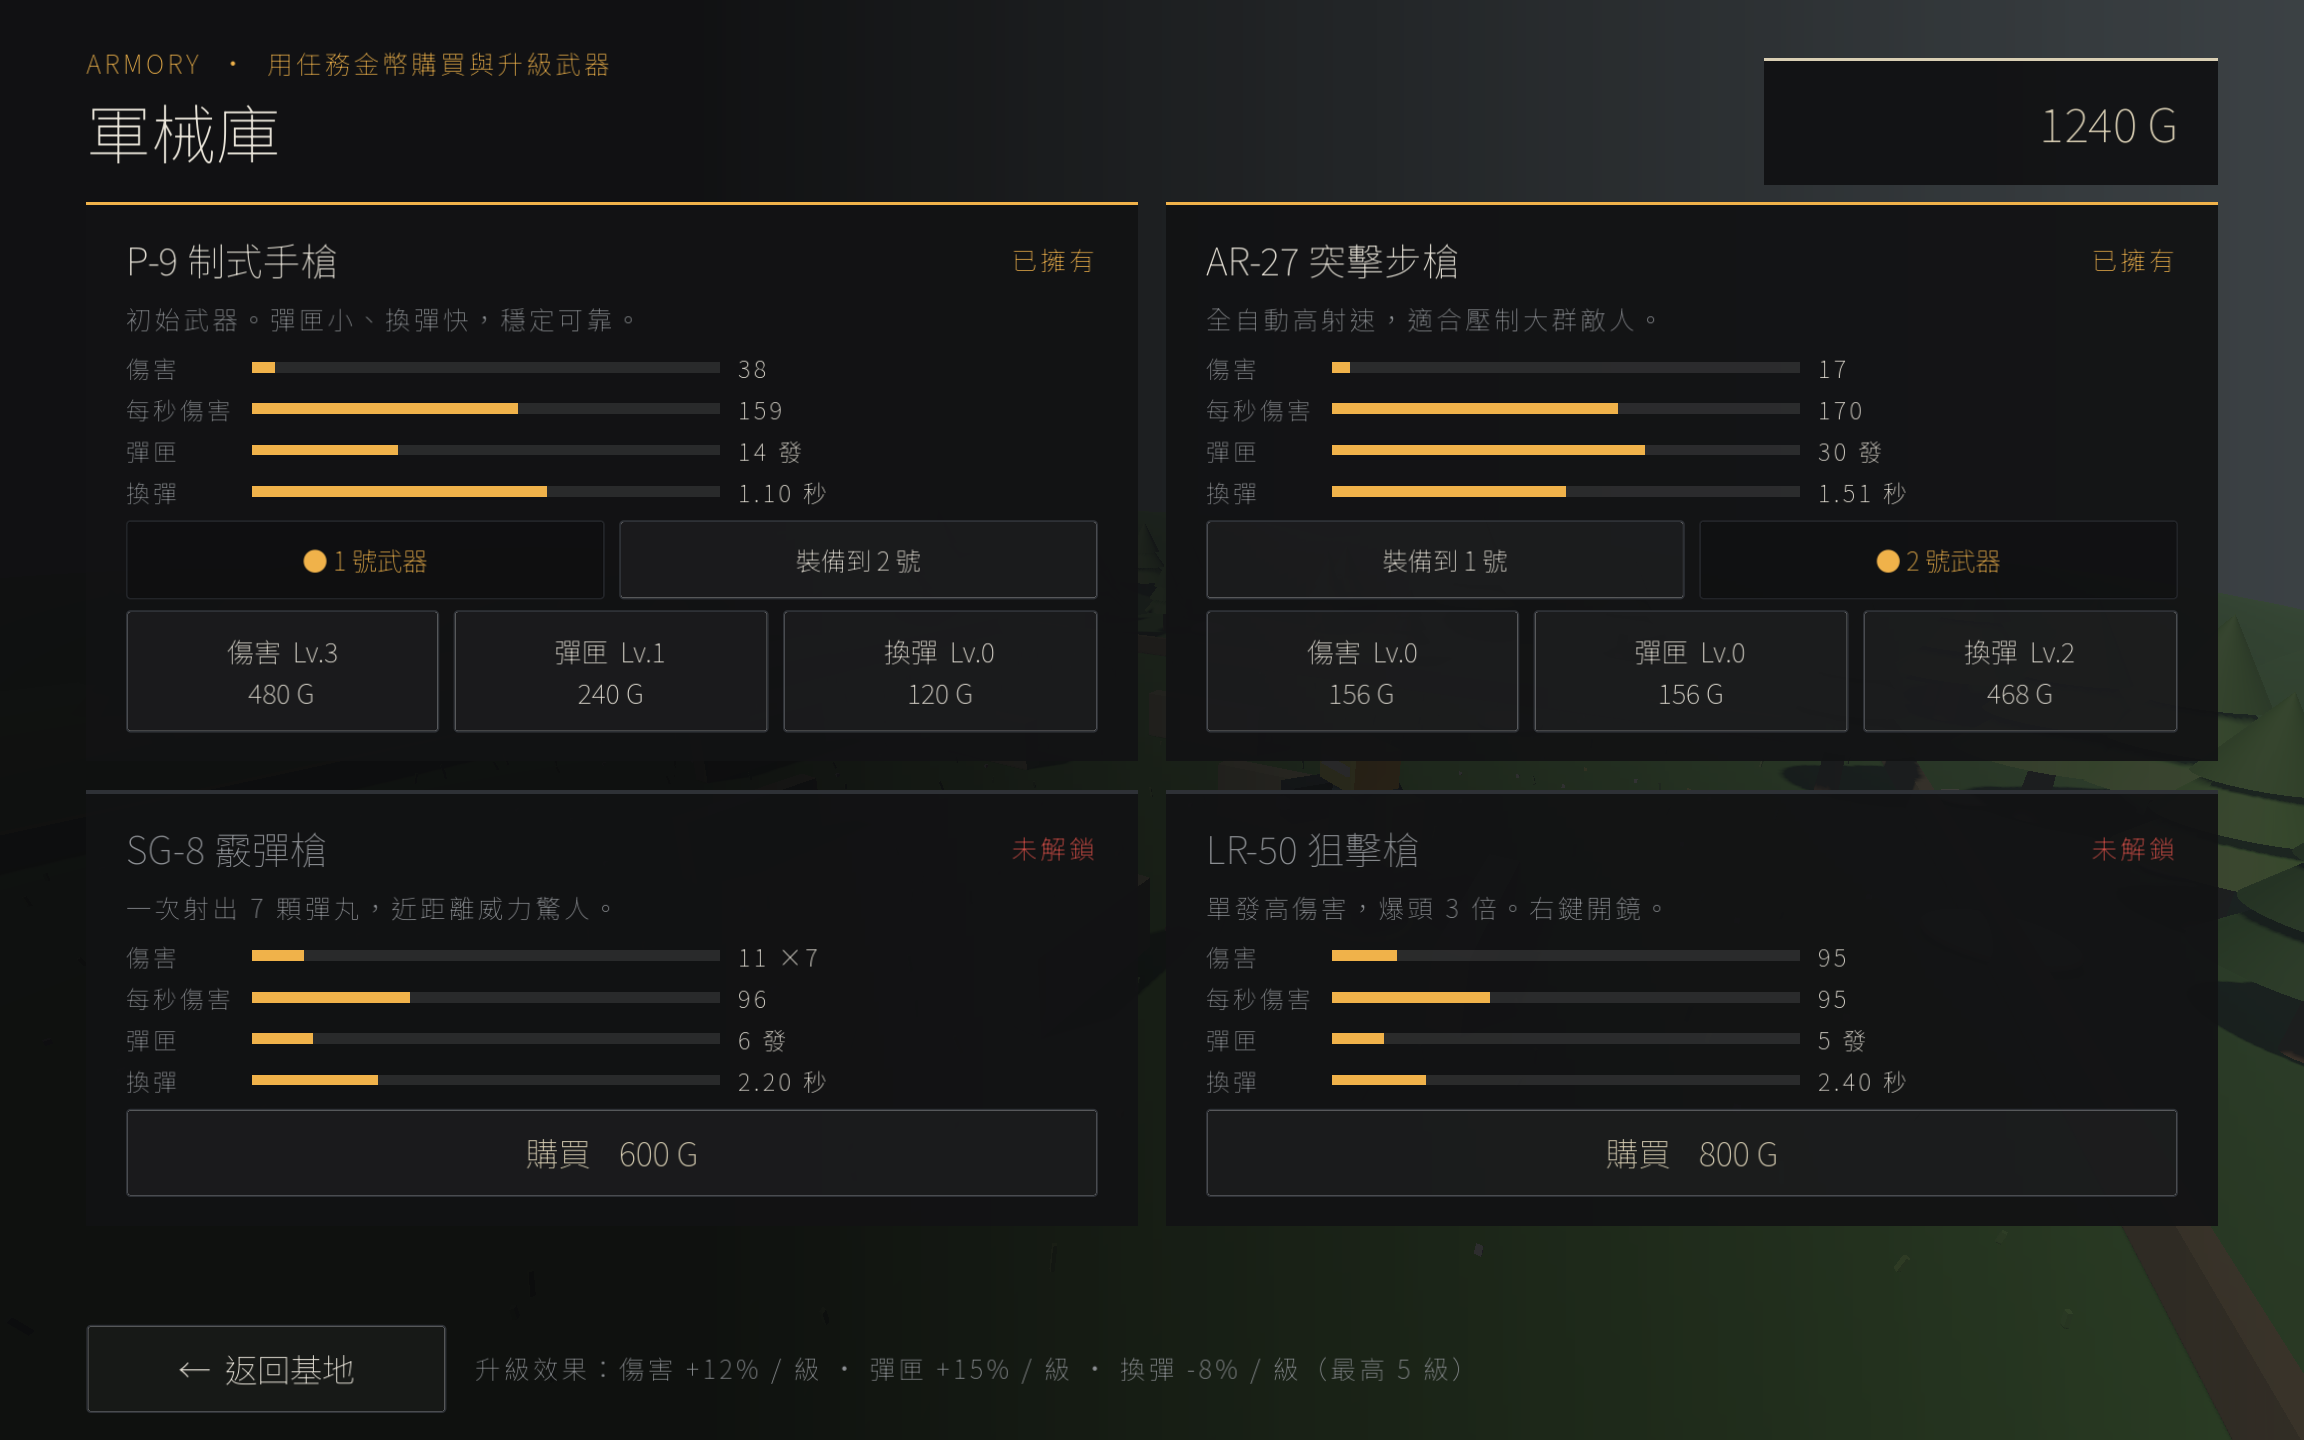 ARMORY ・ 用任務金幣購買與升級武器
軍械庫
1240 G
P-9 制式手槍
已擁有
初始武器。彈匣小、換彈快，穩定可靠。
傷害 38
每秒傷害 159
彈匣 14 發
換彈 1.10 秒
● 1 號武器
裝備到 2 號
傷害 Lv.3
480 G
彈匣 Lv.1
240 G
換彈 Lv.0
120 G
AR-27 突擊步槍
已擁有
全自動高射速，適合壓制大群敵人。
傷害 17
每秒傷害 170
彈匣 30 發
換彈 1.51 秒
裝備到 1 號
● 2 號武器
傷害 Lv.0
156 G
彈匣 Lv.0
156 G
換彈 Lv.2
468 G
SG-8 霰彈槍
未解鎖
一次射出 7 顆彈丸，近距離威力驚人。
傷害 11 ×7
每秒傷害 96
彈匣 6 發
換彈 2.20 秒
購買 600 G
LR-50 狙擊槍
未解鎖
單發高傷害，爆頭 3 倍。右鍵開鏡。
傷害 95
每秒傷害 95
彈匣 5 發
換彈 2.40 秒
購買 800 G
← 返回基地
升級效果：傷害 +12% / 級 ・ 彈匣 +15% / 級 ・ 換彈 -8% / 級（最高 5 級）